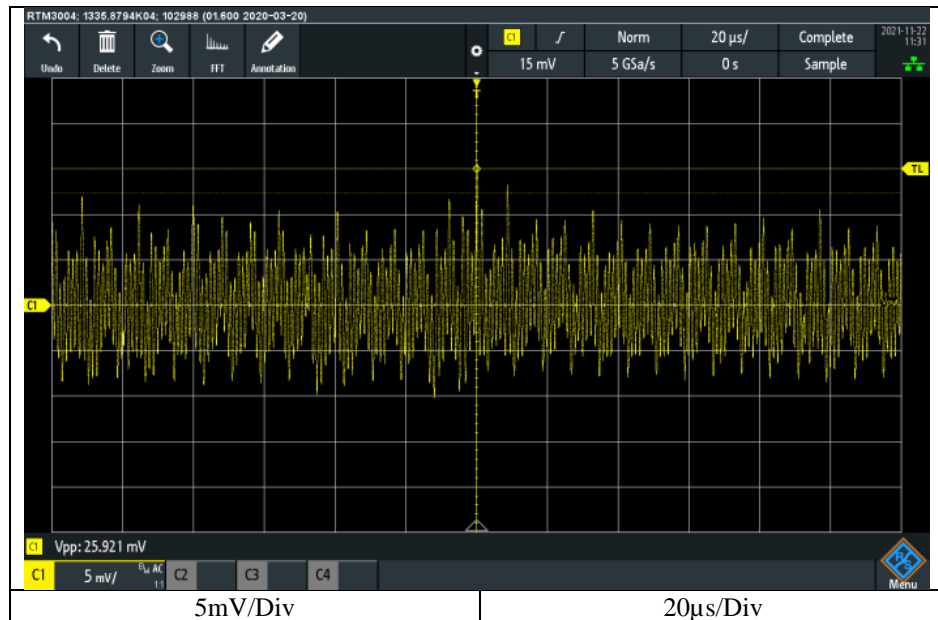 RTM3004; 1335.8794K04; 102988 (01.600 2020-03-20)
Undo Delete Zoom FFT Annotation
C1 Norm 20 µs/ Complete 2021-11-22
11:31
15 mV 5 GSa/s 0 s Sample
T
TL
C1
C1 Vpp: 25.921 mV
C1 5 mV/ BW AC 1:1 C2 C3 C4
R&S
Menu
5mV/Div 20µs/Div